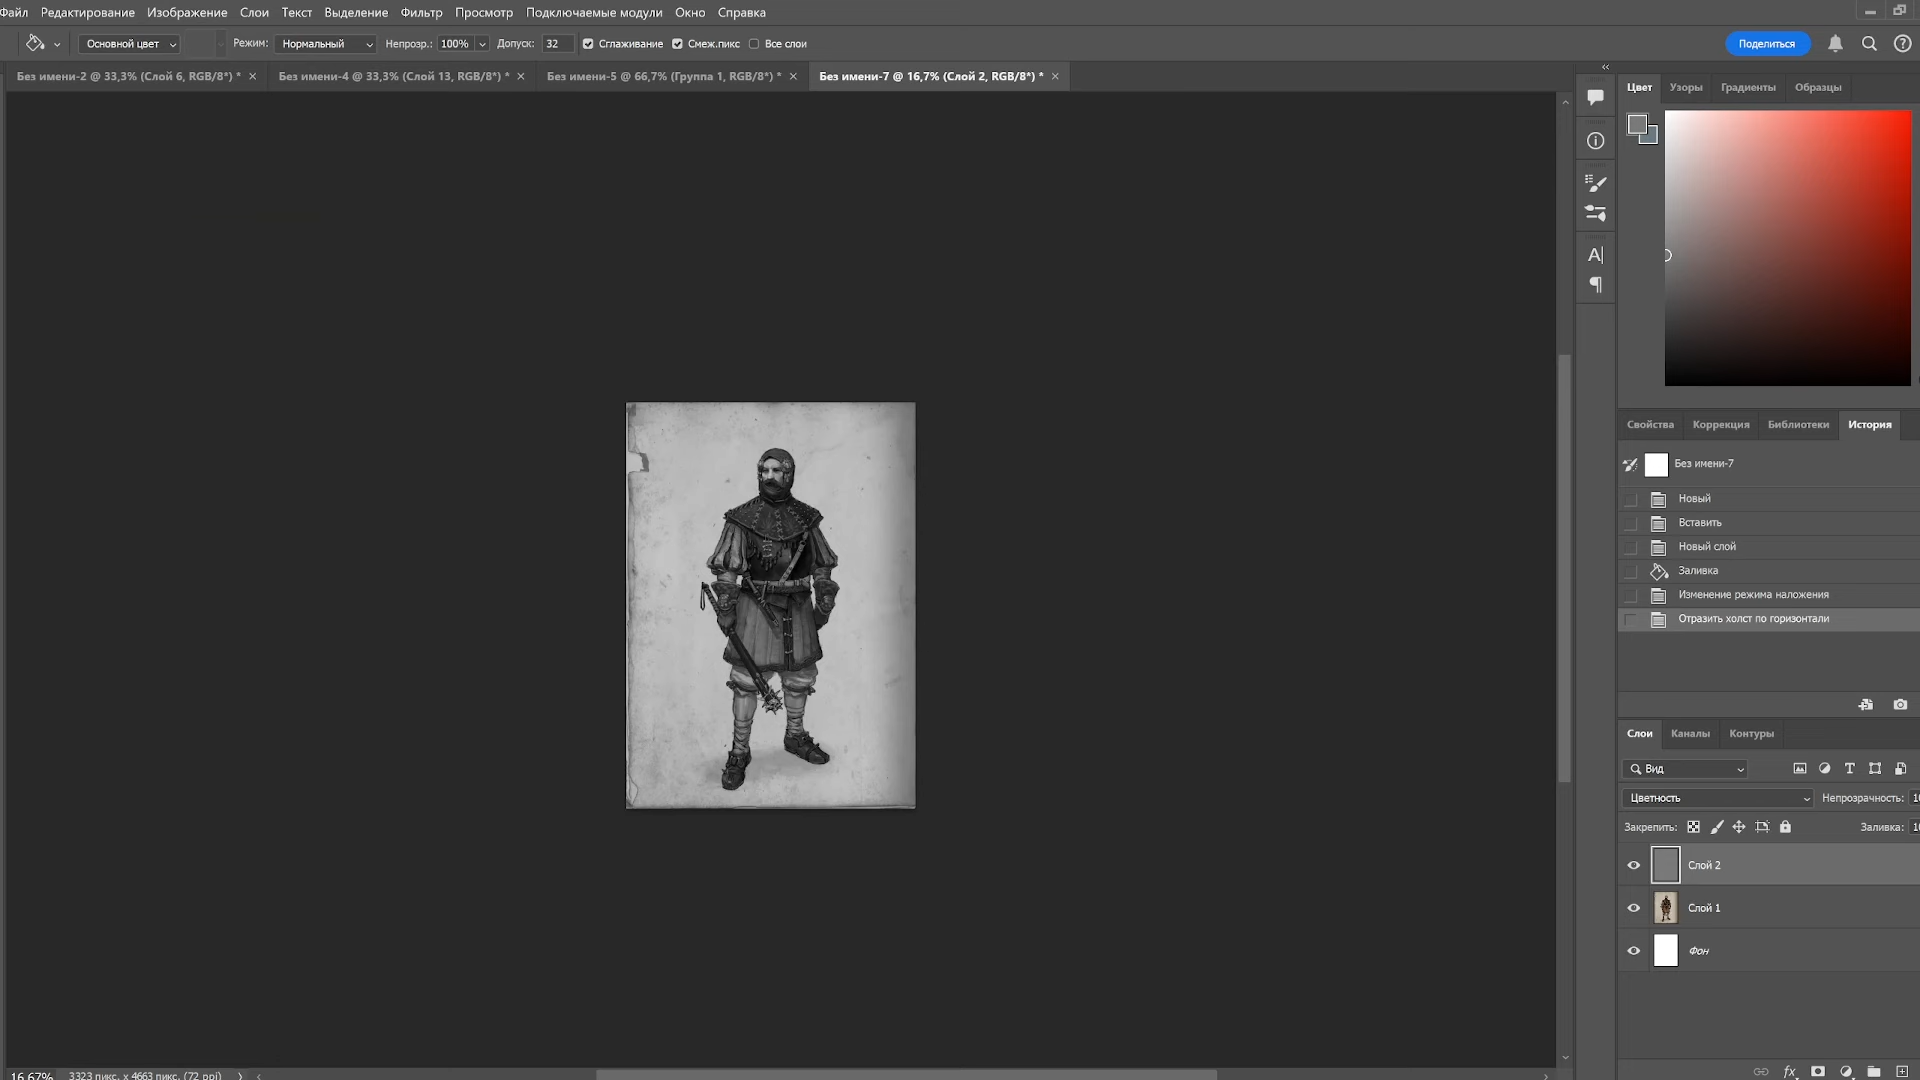 Файл Редактирование Изображение Слои Текст Выделение Фильтр Просмотр Подключаемые модули Окно Справка
Основной цвет Режим: Нормальный Непрозр.: 100% Допуск: 32 Сглаживание Смеж.пикс Все слои Поделиться
Без имени-2 @ 33,3% (Слой 6, RGB/8*) * Без имени-4 @ 33,3% (Слой 13, RGB/8*) * Без имени-5 @ 66,7% (Группа 1, RGB/8*) * Без имени-7 @ 16,7% (Слой 2, RGB/8*) *
Цвет Узоры Градиенты Образцы
Свойства Коррекция Библиотеки История
Без имени-7
Новый
Вставить
Новый слой
Заливка
Изменение режима наложения
Отразить холст по горизонтали
Слои Каналы Контуры
Вид
Цветность Непрозрачность:
Закрепить: Заливка:
Слой 2
Слой 1
Фон
16,67% 3323 пикс. x 4663 пикс. (72 ppi)